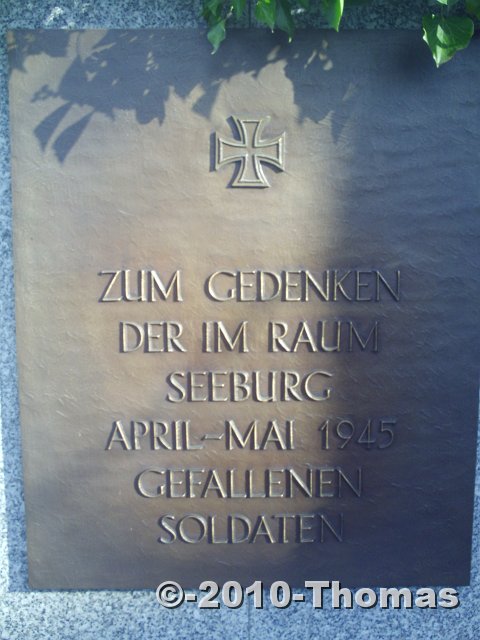 ZUM GEDENKEN
DER IM RAUM
SEEBURG
APRIL–MAI 1945
GEFALLENEN
SOLDATEN
©-2010-Thomas